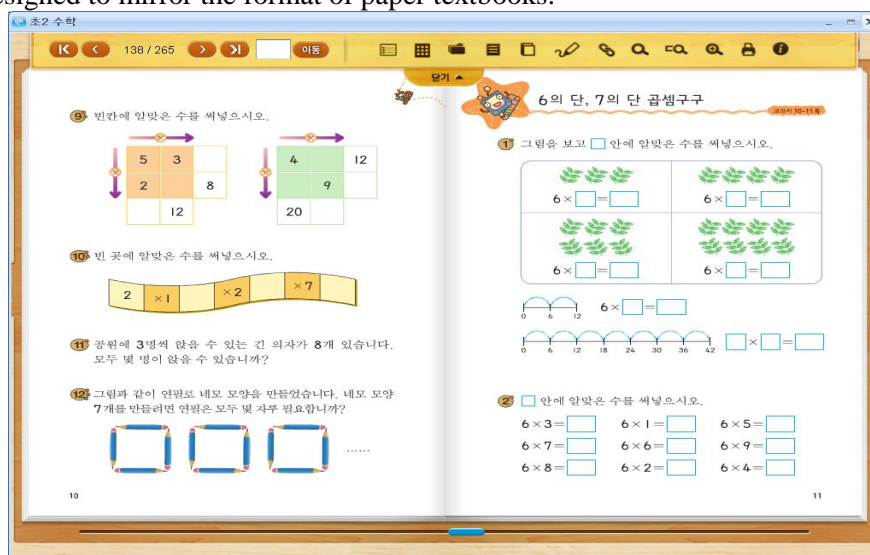 esigned to mirror the format of paper textbooks.
초2 수학
138 / 265
이동
닫기 ▲
9 빈칸에 알맞은 수를 써넣으시오.
5 3
2 8
12
4 12
9
20
10 빈 곳에 알맞은 수를 써넣으시오.
2 ×1 ×2 ×7
11 공원에 3명씩 앉을 수 있는 긴 의자가 8개 있습니다.
모두 몇 명이 앉을 수 있습니까?
12 그림과 같이 연필로 네모 모양을 만들었습니다. 네모 모양
7개를 만들려면 연필은 모두 몇 자루 필요합니까?
……
10
6의 단, 7의 단 곱셈구구
교과서 10~11쪽
1 그림을 보고 □ 안에 알맞은 수를 써넣으시오.
6×□=□ 6×□=□
6×□=□ 6×□=□
0 6 12 6×□=□
0 6 12 18 24 30 36 42 □×□=□
2 □ 안에 알맞은 수를 써넣으시오.
6×3=□ 6×1=□ 6×5=□
6×7=□ 6×6=□ 6×9=□
6×8=□ 6×2=□ 6×4=□
11